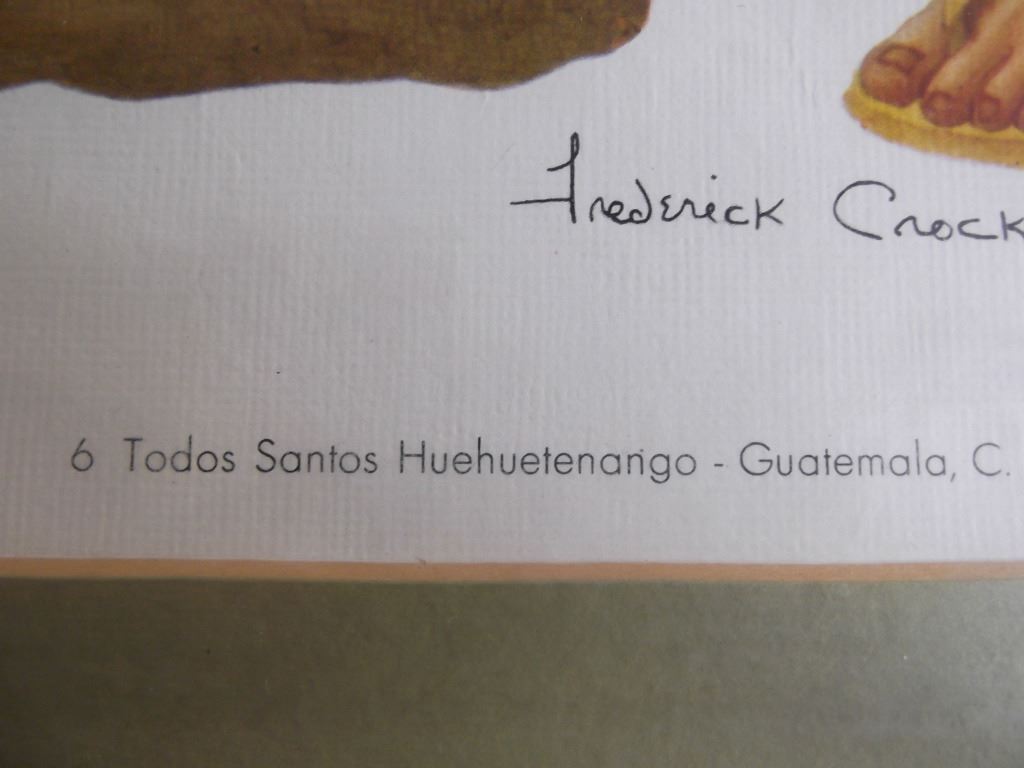 Frederick Crock
6 Todos Santos Huehuetenango - Guatemala, C.